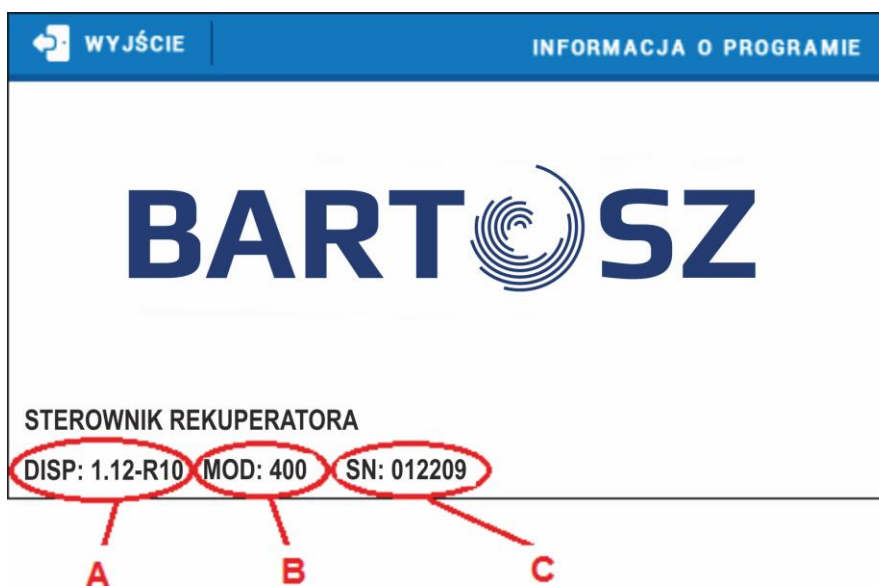 WYJŚCIE INFORMACJA O PROGRAMIE
BARTOSZ
STEROWNIK REKUPERATORA
DISP: 1.12-R10 MOD: 400 SN: 012209
A B C